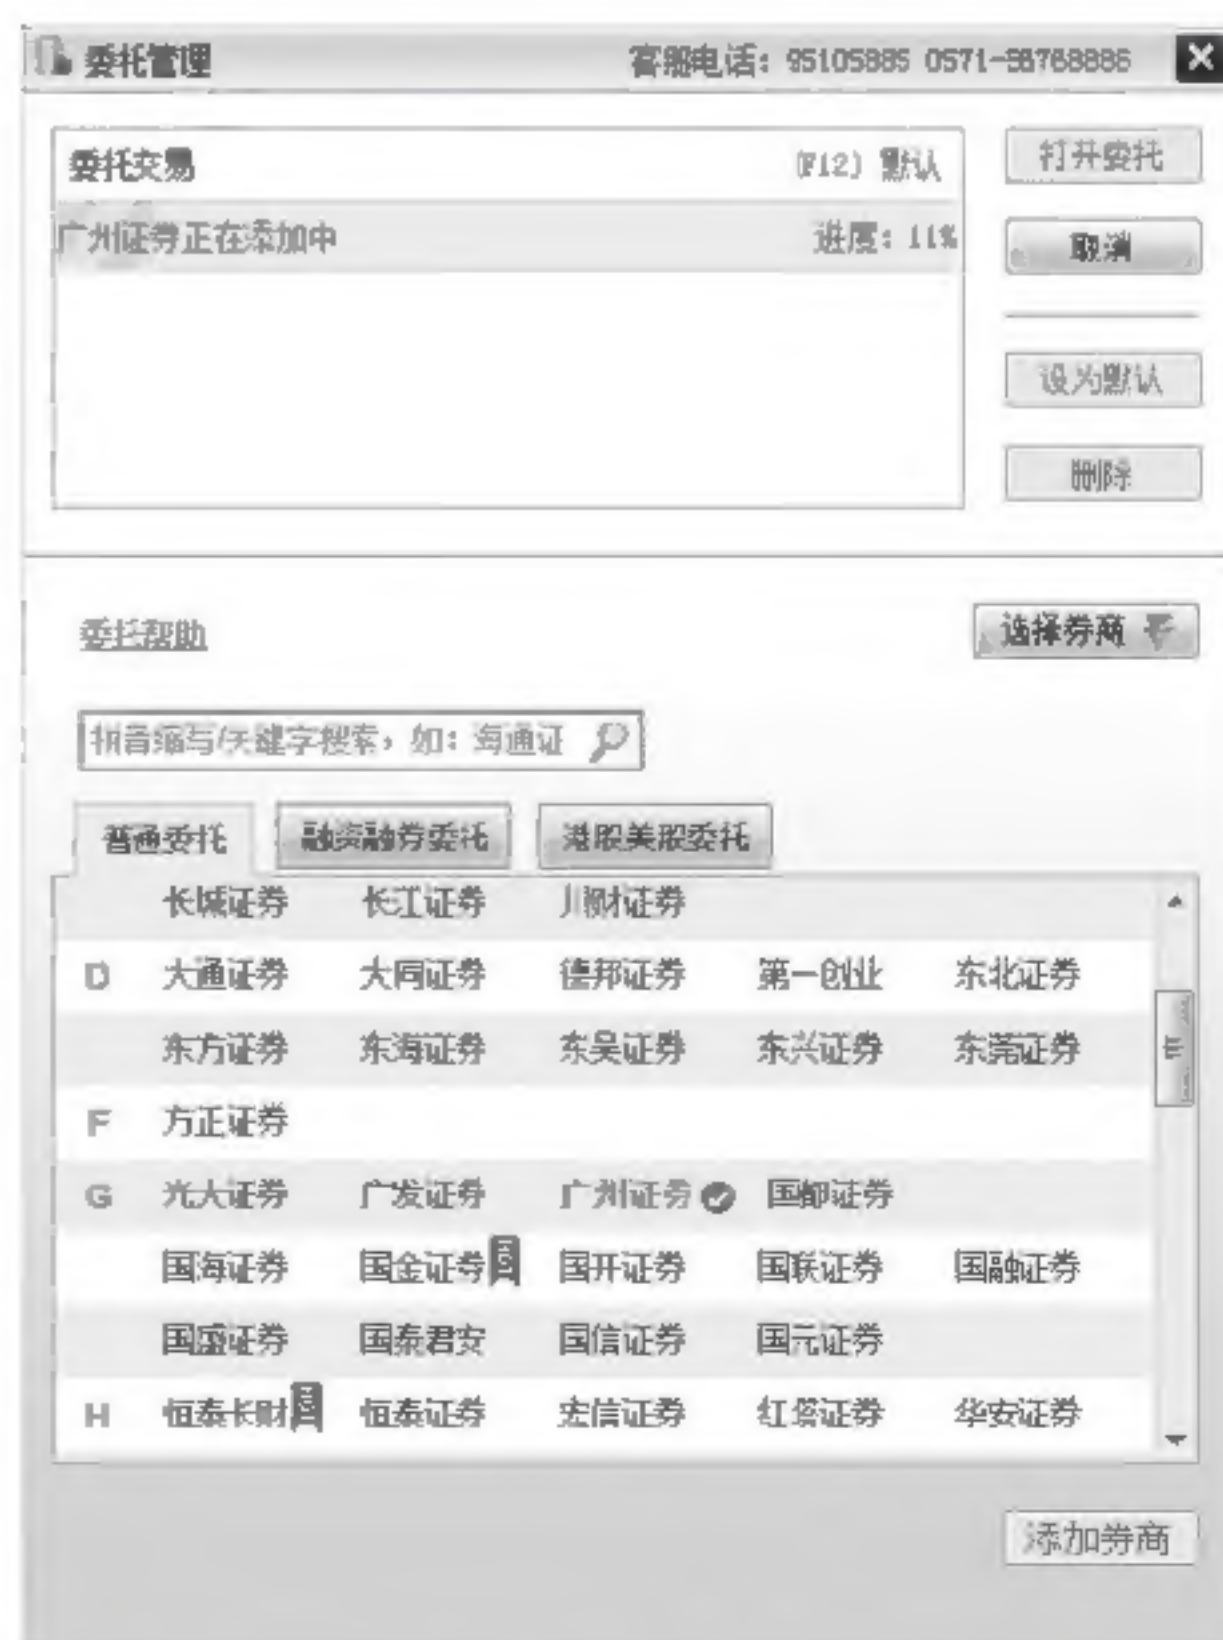 委托管理 客服电话：95105885 0571-98768886
委托交易 (F12) 默认
打开委托
广州证券正在添加中 进度：11%
取消
设为默认
删除
委托帮助
选择券商
拼音缩写/关键字搜索，如：海通证
普通委托 融资融券委托 港股美股委托
长城证券 长江证券 川财证券
D 大通证券 大同证券 德邦证券 第一创业 东北证券
东方证券 东海证券 东吴证券 东兴证券 东莞证券
F 方正证券
G 光大证券 广发证券 广州证券 国都证券
国海证券 国金证券 HOT 国开证券 国联证券 国融证券
国盛证券 国泰君安 国信证券 国元证券
H 恒泰长财 HOT 恒泰证券 宏信证券 红塔证券 华安证券
添加券商